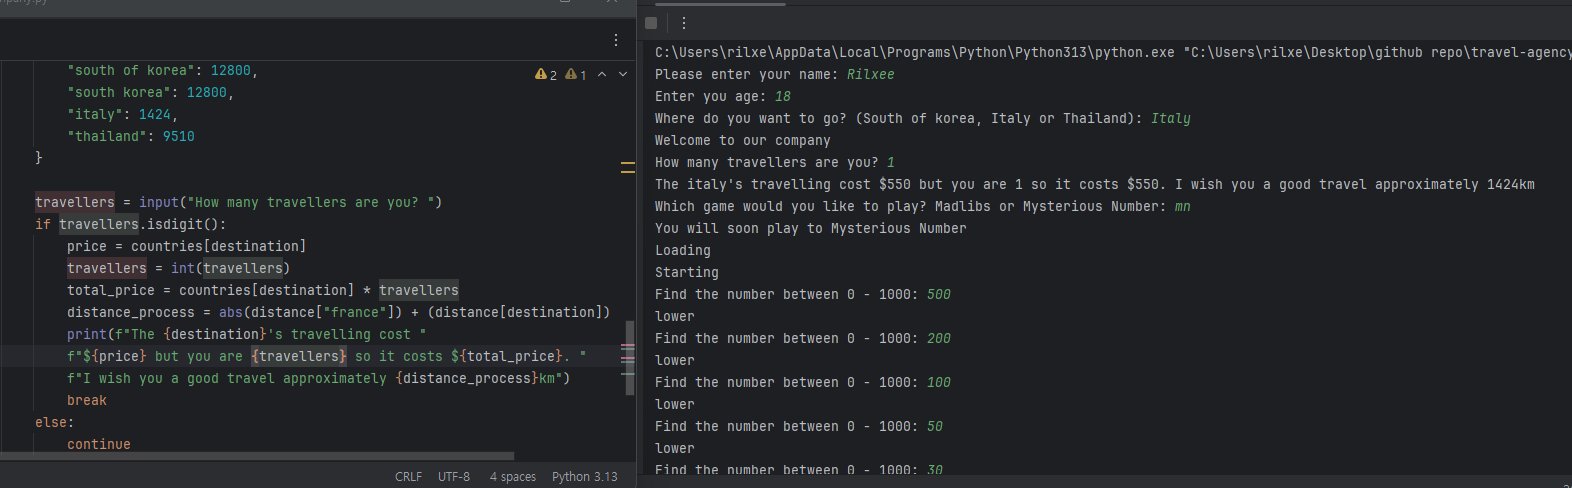 mpany.py
"south of korea": 12800,
"south korea": 12800,
"italy": 1424,
"thailand": 9510
}
2 1
travellers = input("How many travellers are you? ")
if travellers.isdigit():
price = countries[destination]
travellers = int(travellers)
total_price = countries[destination] * travellers
distance_process = abs(distance["france"]) + (distance[destination])
print(f"The {destination}'s travelling cost "
f"${price} but you are {travellers} so it costs ${total_price}. "
f"I wish you a good travel approximately {distance_process}km")
break
else:
continue
CRLF UTF-8 4 spaces Python 3.13
C:\Users\rilxe\AppData\Local\Programs\Python\Python313\python.exe "C:\Users\rilxe\Desktop\github repo\travel-agency
Please enter your name: Rilxee
Enter you age: 18
Where do you want to go? (South of korea, Italy or Thailand): Italy
Welcome to our company
How many travellers are you? 1
The italy's travelling cost $550 but you are 1 so it costs $550. I wish you a good travel approximately 1424km
Which game would you like to play? Madlibs or Mysterious Number: mn
You will soon play to Mysterious Number
Loading
Starting
Find the number between 0 - 1000: 500
lower
Find the number between 0 - 1000: 200
lower
Find the number between 0 - 1000: 100
lower
Find the number between 0 - 1000: 50
lower
Find the number between 0 - 1000: 30